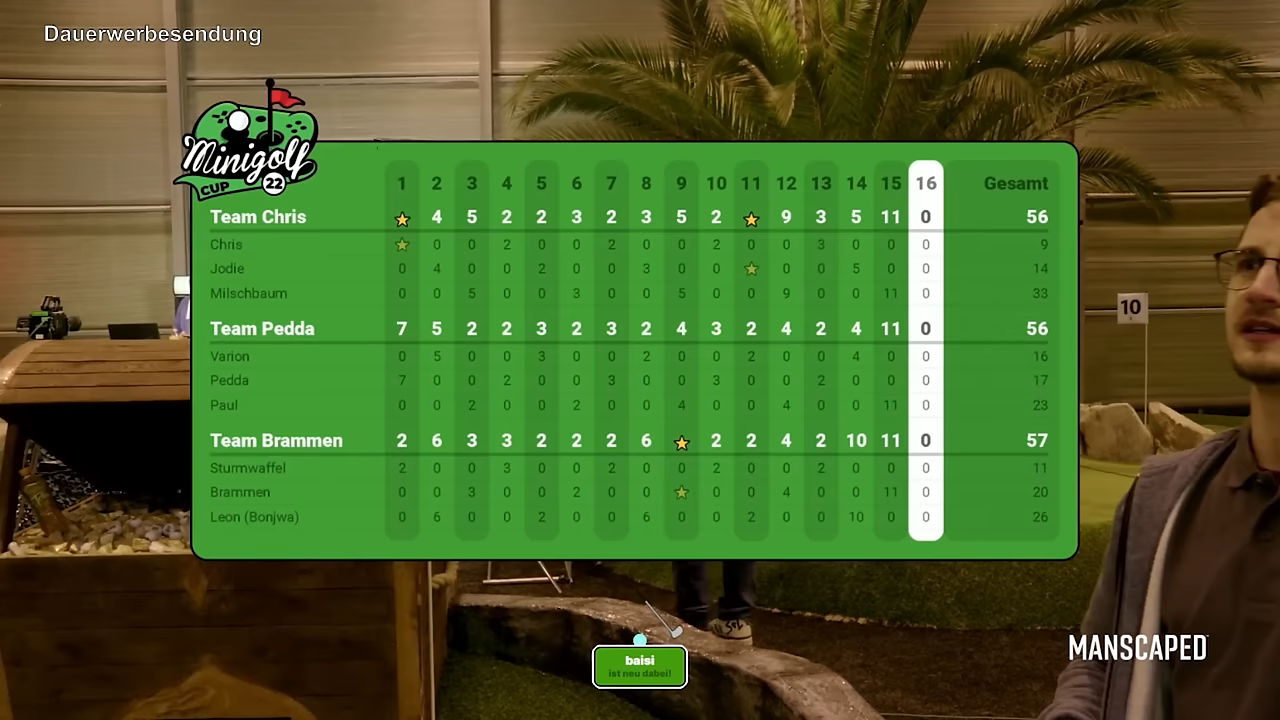 Dauerwerbesendung
Minigolf
CUP 22
1 2 3 4 5 6 7 8 9 10 11 12 13 14 15 16 Gesamt
Team Chris ★ 4 5 2 2 3 2 3 5 2 ★ 9 3 5 11 0 56
Chris ★ 0 0 2 0 0 2 0 0 2 0 0 3 0 0 0 9
Jodie 0 4 0 0 2 0 0 3 0 0 ★ 0 0 5 0 0 14
Milschbaum 0 0 5 0 0 3 0 0 5 0 0 9 0 0 11 0 33
Team Pedda 7 5 2 2 3 2 3 2 4 3 2 4 2 4 11 0 56
Varion 0 5 0 0 3 0 0 2 0 0 2 0 0 4 0 0 16
Pedda 7 0 0 2 0 0 3 0 0 3 0 0 2 0 0 0 17
Paul 0 0 2 0 0 2 0 0 4 0 0 4 0 0 11 0 23
Team Brammen 2 6 3 3 2 2 2 6 ★ 2 2 4 2 10 11 0 57
Sturmwaffel 2 0 0 3 0 0 2 0 0 2 0 0 2 0 0 0 11
Brammen 0 0 3 0 0 2 0 0 ★ 0 0 4 0 0 11 0 20
Leon (Bonjwa) 0 6 0 0 2 0 0 6 0 0 2 0 0 10 0 0 26
10
MANSCAPED
baisi
ist neu dabei!